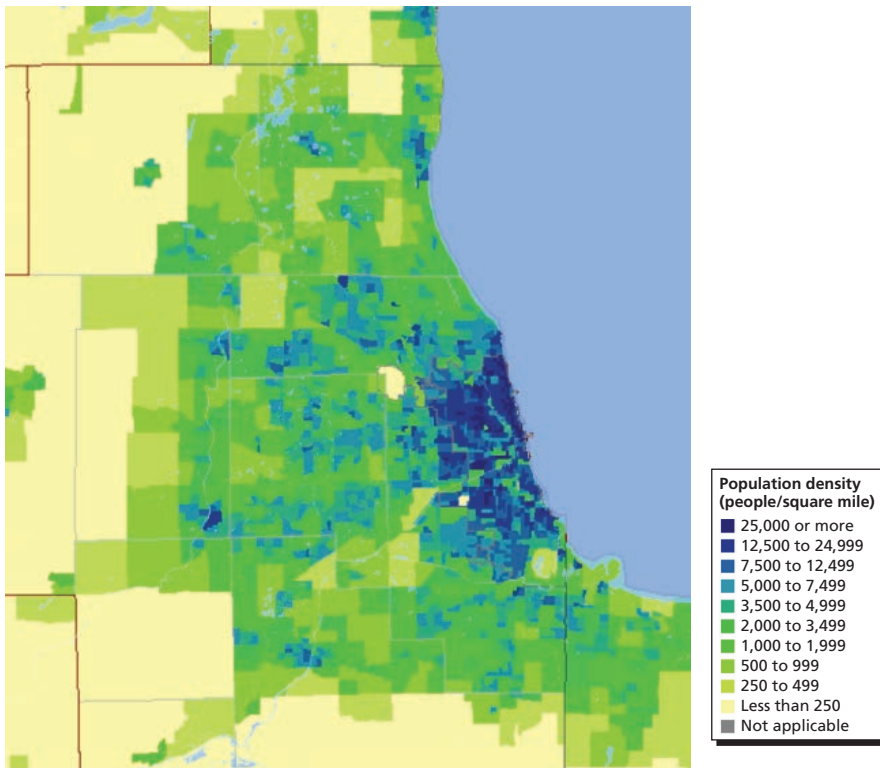 Population density
(people/square mile)
25,000 or more
12,500 to 24,999
7,500 to 12,499
5,000 to 7,499
3,500 to 4,999
2,000 to 3,499
1,000 to 1,999
500 to 999
250 to 499
Less than 250
Not applicable